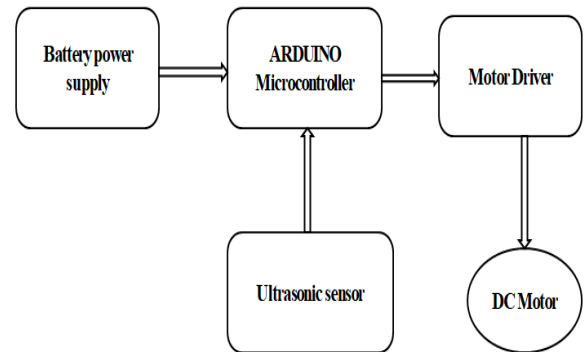 Battery power
supply
ARDUINO
Microcontroller
Motor Driver
Ultrasonic sensor
DC Motor